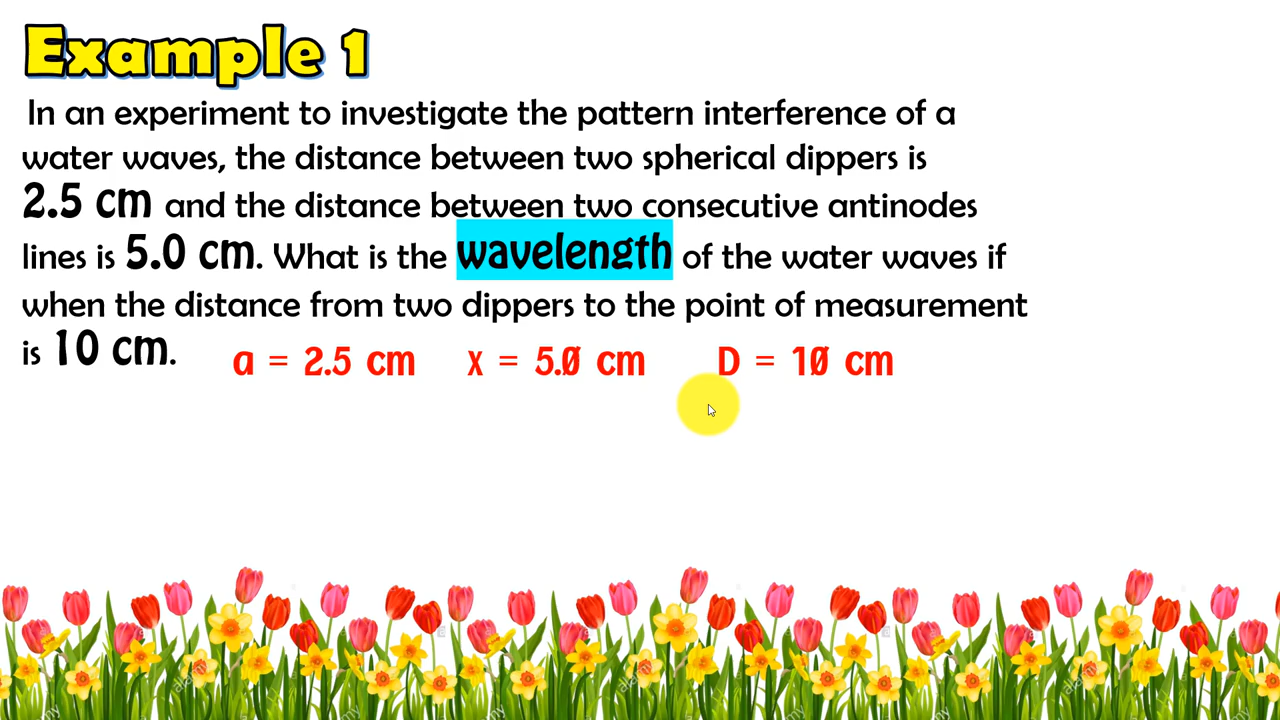 Example 1
In an experiment to investigate the pattern interference of a
water waves, the distance between two spherical dippers is
2.5 cm and the distance between two consecutive antinodes
lines is 5.0 cm. What is the wavelength of the water waves if
when the distance from two dippers to the point of measurement
is 10 cm. a = 2.5 cm x = 5.0 cm D = 10 cm